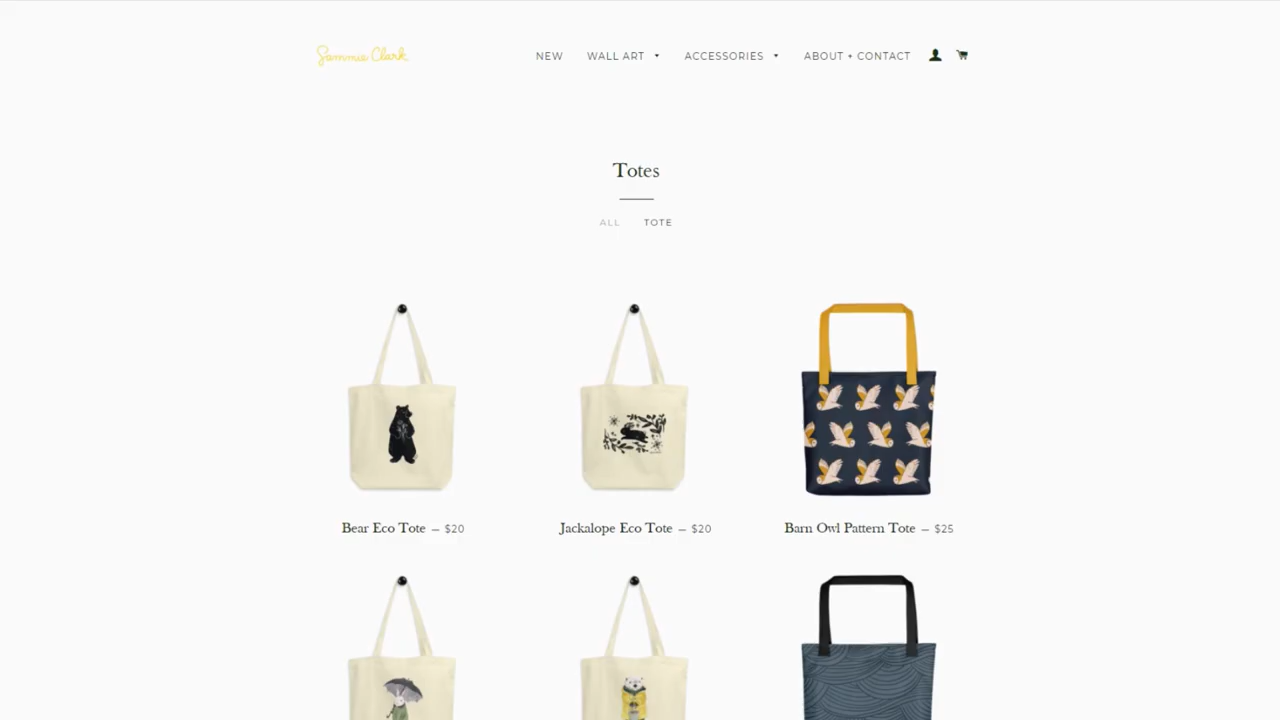 Sammie Clark
NEW WALL ART ACCESSORIES ABOUT + CONTACT
Totes
ALL TOTE
Bear Eco Tote — $20
Jackalope Eco Tote — $20
Barn Owl Pattern Tote — $25